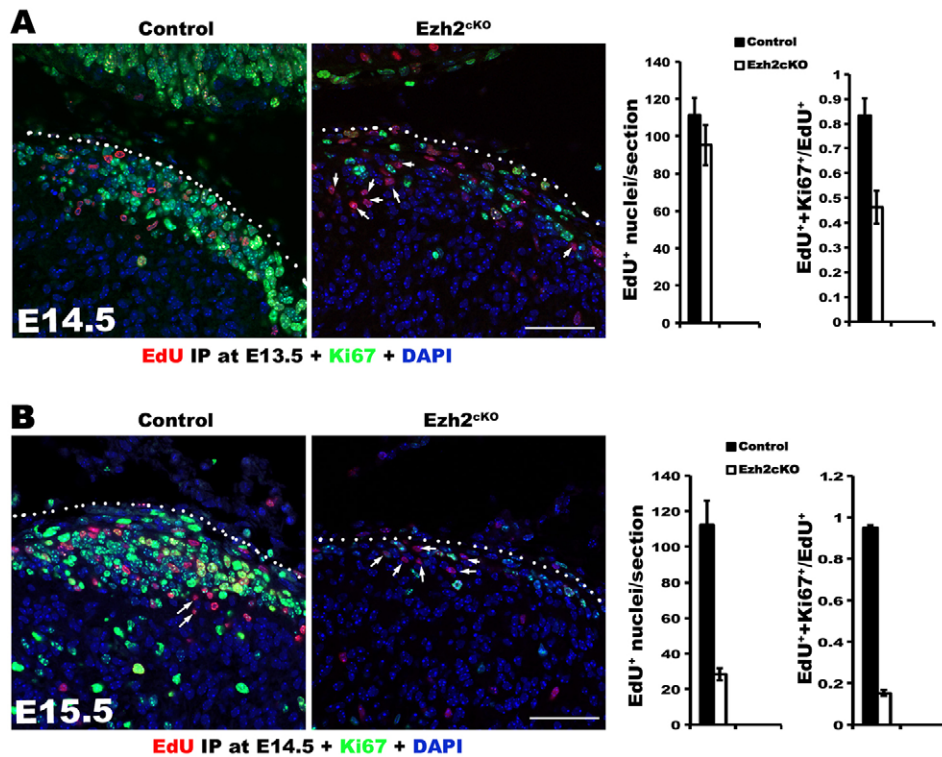 A
Control Ezh2cKO
E14.5
EdU IP at E13.5 + Ki67 + DAPI
Control
Ezh2cKO
EdU+ nuclei/section
140
120
100
80
60
40
20
0
EdU++Ki67+/EdU+
1
0.9
0.8
0.7
0.6
0.5
0.4
0.3
0.2
0.1
0
B
Control Ezh2cKO
E15.5
EdU IP at E14.5 + Ki67 + DAPI
Control
Ezh2cKO
EdU+ nuclei/section
140
120
100
80
60
40
20
0
EdU++Ki67+/EdU+
1.2
1
0.8
0.6
0.4
0.2
0